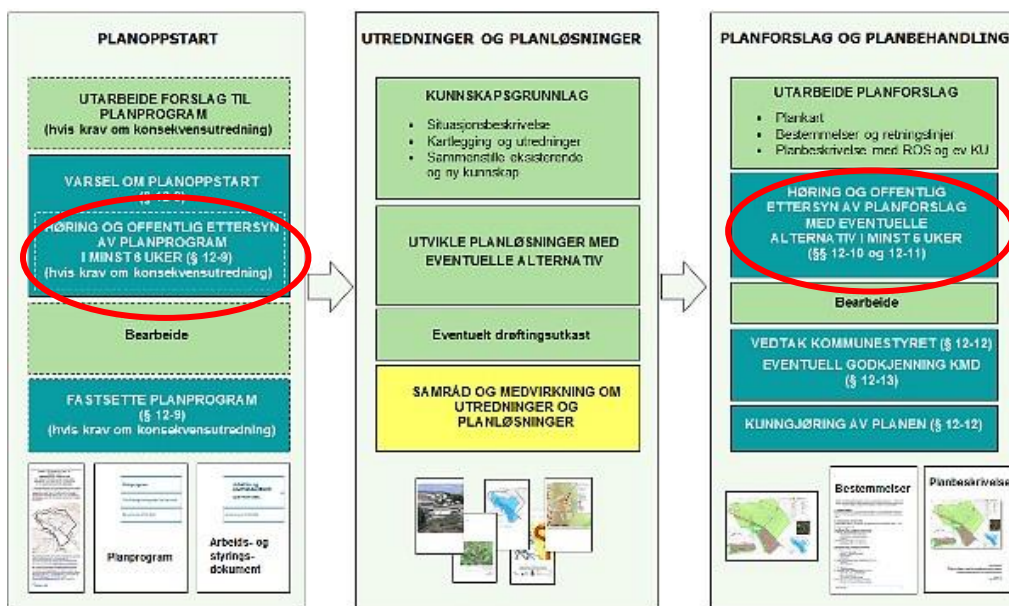 PLANOPPSTART
UTARBEIDE FORSLAG TIL
PLANPROGRAM
(hvis krav om konsekvensutredning)
VARSEL OM PLANOPPSTART
(§ 12-8)
HØRING OG OFFENTLIG ETTERSYN
AV PLANPROGRAM
I MINST 6 UKER (§ 12-9)
(hvis krav om konsekvensutredning)
Bearbeide
FASTSETTE PLANPROGRAM
(§ 12-9)
(hvis krav om konsekvensutredning)
Planprogram
Arbeids- og
styrings-
dokument
UTREDNINGER OG PLANLØSNINGER
KUNNSKAPSGRUNNLAG
• Situasjonsbeskrivelse
• Kartlegging og utredninger
• Sammenstille eksisterende
og ny kunnskap
UTVIKLE PLANLØSNINGER MED
EVENTUELLE ALTERNATIV
Eventuelt drøftingsutkast
SAMRÅD OG MEDVIRKNING OM
UTREDNINGER OG
PLANLØSNINGER
PLANFORSLAG OG PLANBEHANDLING
UTARBEIDE PLANFORSLAG
• Plankart
• Bestemmelser og retningslinjer
• Planbeskrivelse med ROS og ev KU
HØRING OG OFFENTLIG
ETTERSYN AV PLANFORSLAG
MED EVENTUELLE
ALTERNATIV I MINST 6 UKER
(§§ 12-10 og 12-11)
Bearbeide
VEDTAK KOMMUNESTYRET (§ 12-12)
EVENTUELL GODKJENNING KMD
(§ 12-13)
KUNNGJØRING AV PLANEN (§ 12-12)
Bestemmelser
Planbeskrivelse